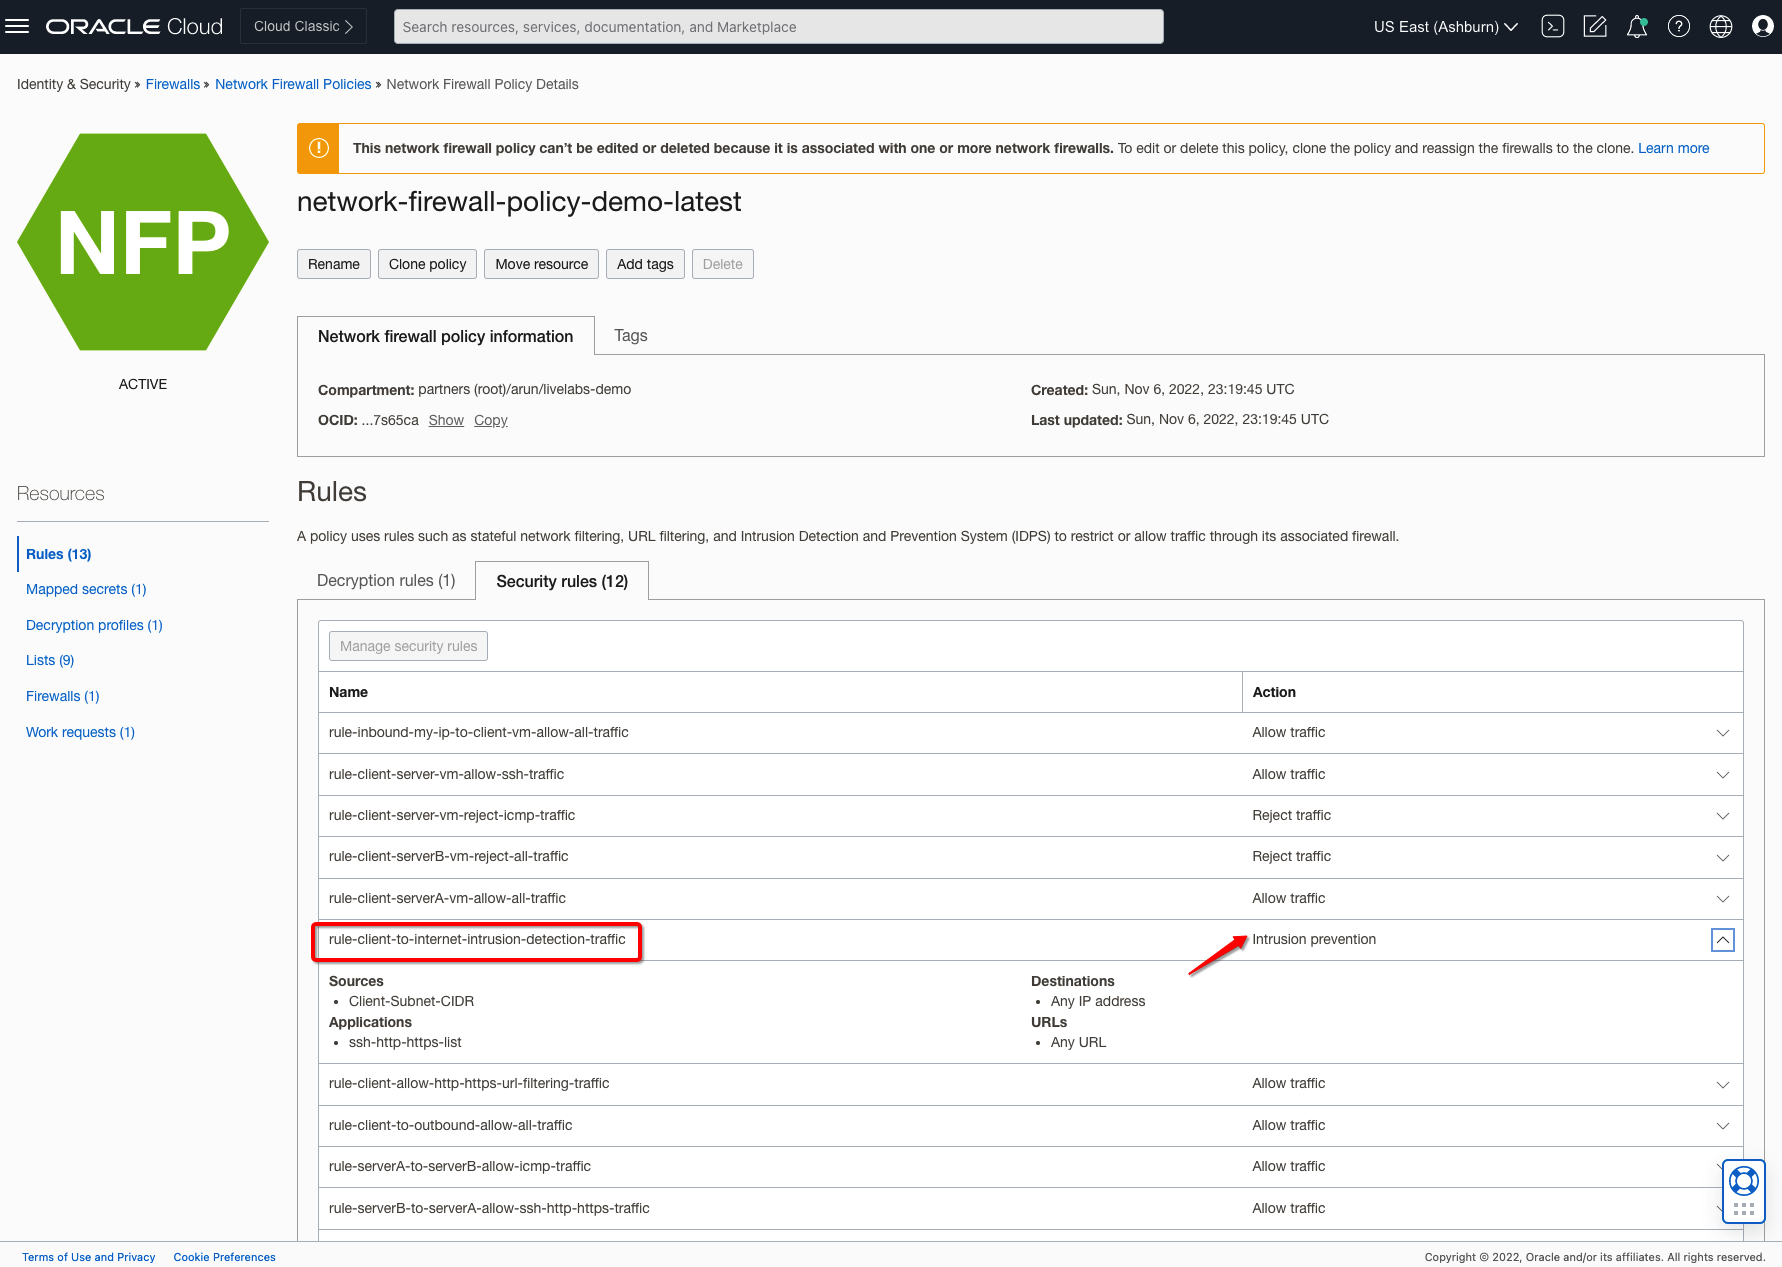 ORACLE Cloud
Cloud Classic
Search resources, services, documentation, and Marketplace
US East (Ashburn)
Identity & Security » Firewalls » Network Firewall Policies » Network Firewall Policy Details
NFP
ACTIVE
This network firewall policy can't be edited or deleted because it is associated with one or more network firewalls. To edit or delete this policy, clone the policy and reassign the firewalls to the clone. Learn more
network-firewall-policy-demo-latest
Rename Clone policy Move resource Add tags Delete
Network firewall policy information Tags
Compartment: partners (root)/arun/livelabs-demo
OCID: ...7s65ca Show Copy
Created: Sun, Nov 6, 2022, 23:19:45 UTC
Last updated: Sun, Nov 6, 2022, 23:19:45 UTC
Resources
Rules (13)
Mapped secrets (1)
Decryption profiles (1)
Lists (9)
Firewalls (1)
Work requests (1)
Rules
A policy uses rules such as stateful network filtering, URL filtering, and Intrusion Detection and Prevention System (IDPS) to restrict or allow traffic through its associated firewall.
Decryption rules (1) Security rules (12)
Manage security rules
Name Action
rule-inbound-my-ip-to-client-vm-allow-all-traffic Allow traffic
rule-client-server-vm-allow-ssh-traffic Allow traffic
rule-client-server-vm-reject-icmp-traffic Reject traffic
rule-client-serverB-vm-reject-all-traffic Reject traffic
rule-client-serverA-vm-allow-all-traffic Allow traffic
rule-client-to-internet-intrusion-detection-traffic Intrusion prevention
Sources
• Client-Subnet-CIDR
Applications
• ssh-http-https-list
Destinations
• Any IP address
URLs
• Any URL
rule-client-allow-http-https-url-filtering-traffic Allow traffic
rule-client-to-outbound-allow-all-traffic Allow traffic
rule-serverA-to-serverB-allow-icmp-traffic Allow traffic
rule-serverB-to-serverA-allow-ssh-http-https-traffic Allow traffic
Terms of Use and Privacy Cookie Preferences
Copyright © 2022, Oracle and/or its affiliates. All rights reserved.